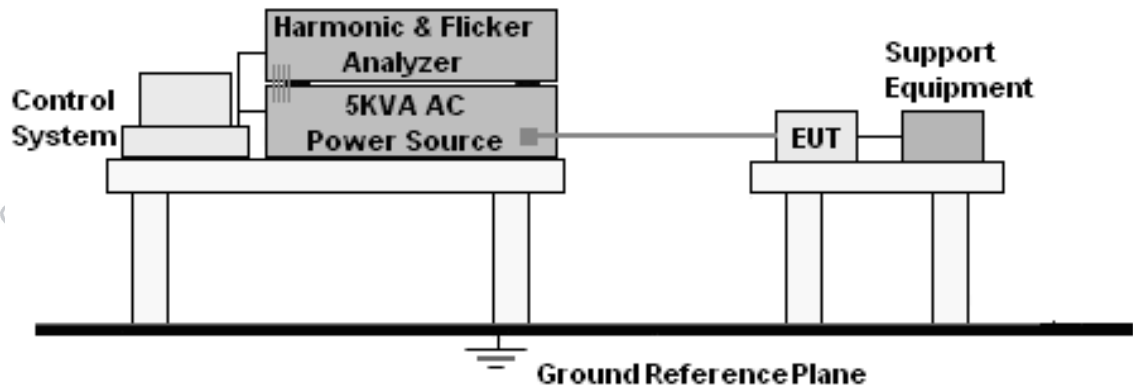 Harmonic & Flicker
Analyzer
Control
System
5KVA AC
Power Source
EUT
Support
Equipment
Ground Reference Plane